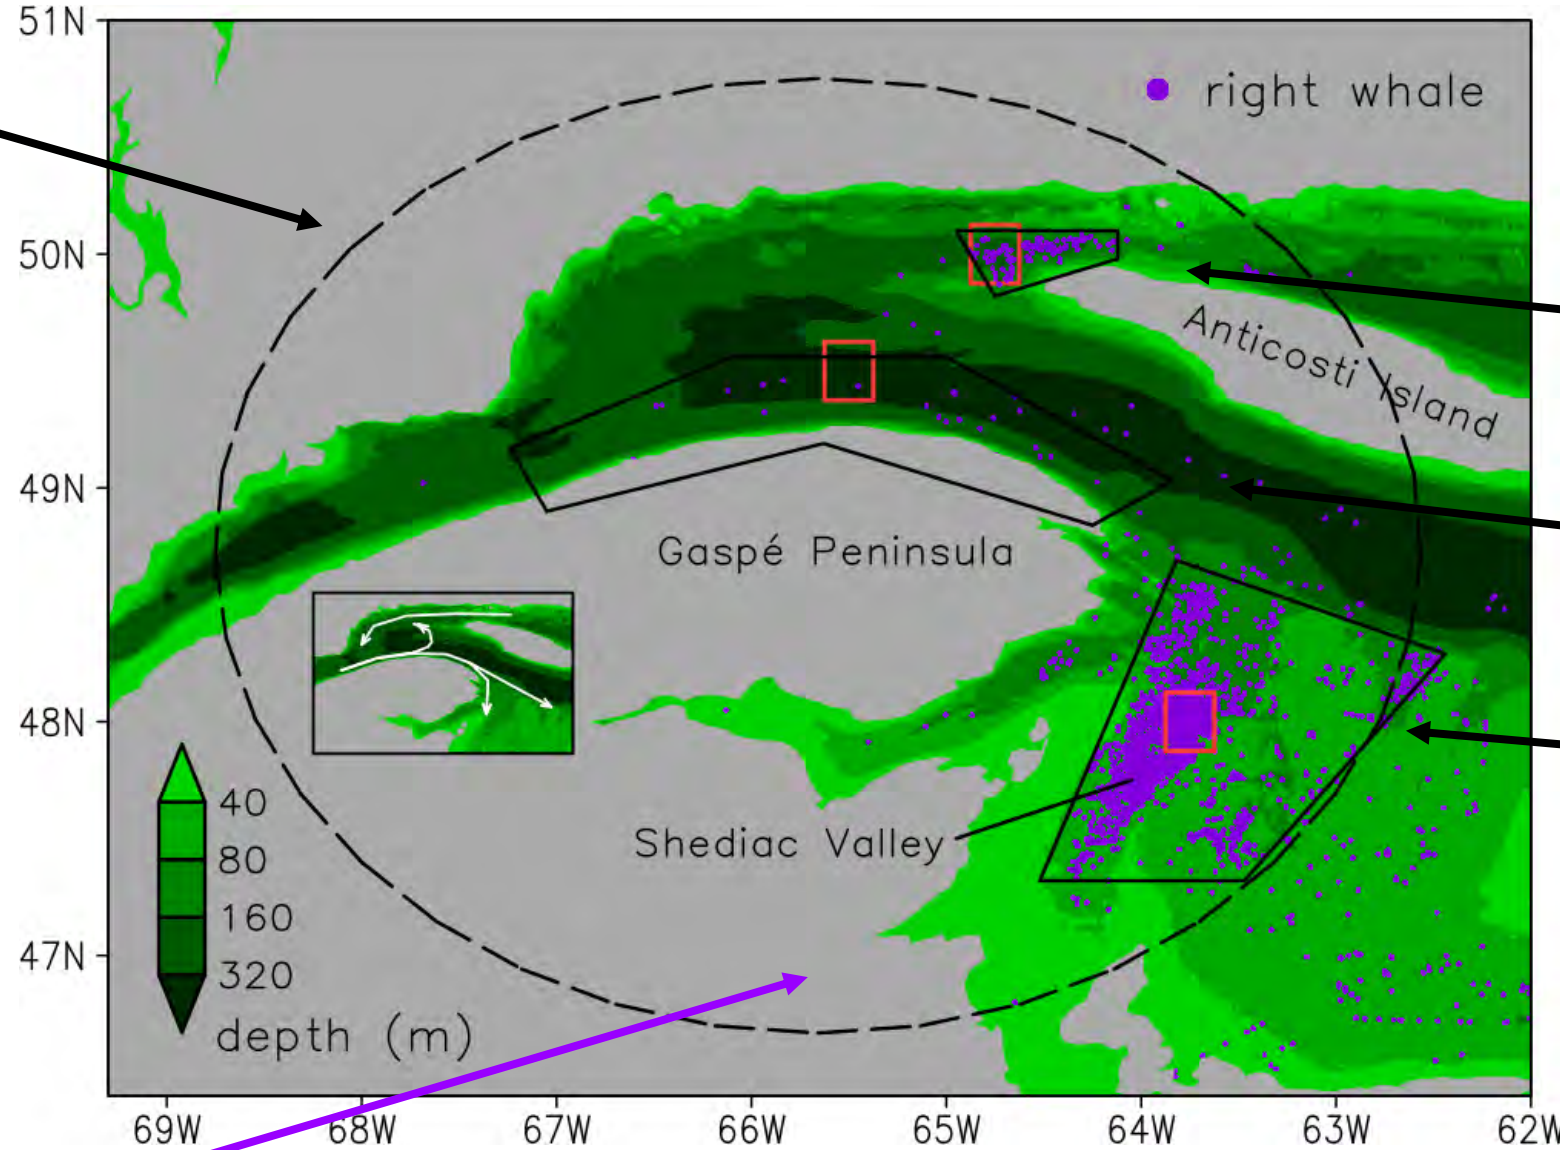 51N
50N
49N
48N
47N
right whale
Anticosti Island
Gaspé Peninsula
Shediac Valley
40
80
160
320
depth (m)
69W 68W 67W 66W 65W 64W 63W 62W